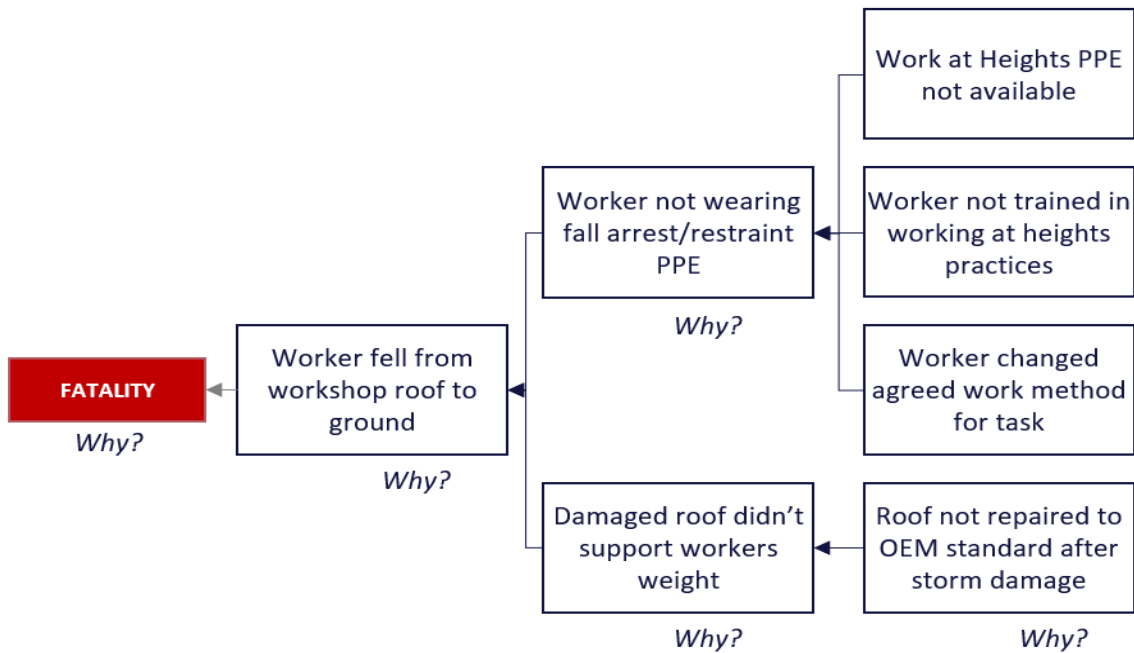 FATALITY
Why?
Worker fell from
workshop roof to
ground
Why?
Worker not wearing
fall arrest/restraint
PPE
Why?
Damaged roof didn’t
support workers
weight
Why?
Work at Heights PPE
not available
Worker not trained in
working at heights
practices
Worker changed
agreed work method
for task
Roof not repaired to
OEM standard after
storm damage
Why?